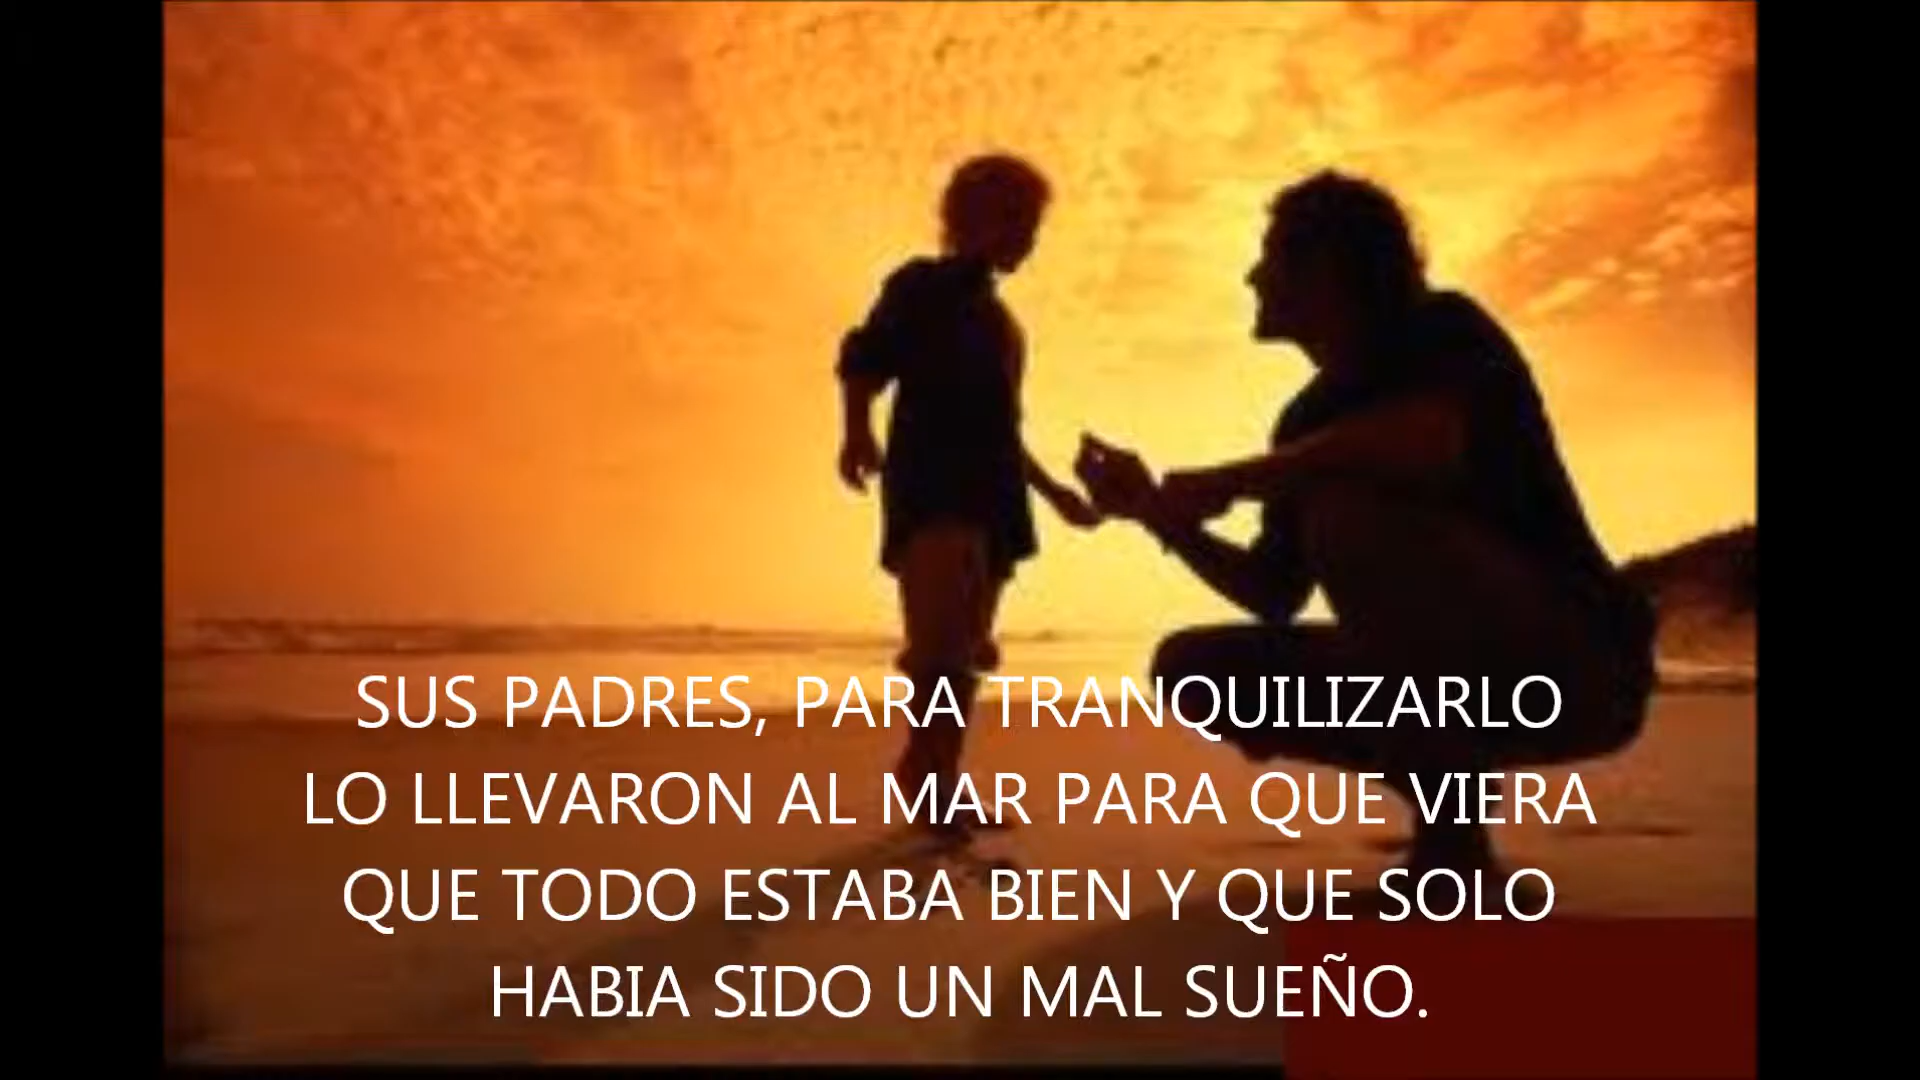 SUS PADRES, PARA TRANQUILIZARLO
LO LLEVARON AL MAR PARA QUE VIERA
QUE TODO ESTABA BIEN Y QUE SOLO
HABIA SIDO UN MAL SUEÑO.